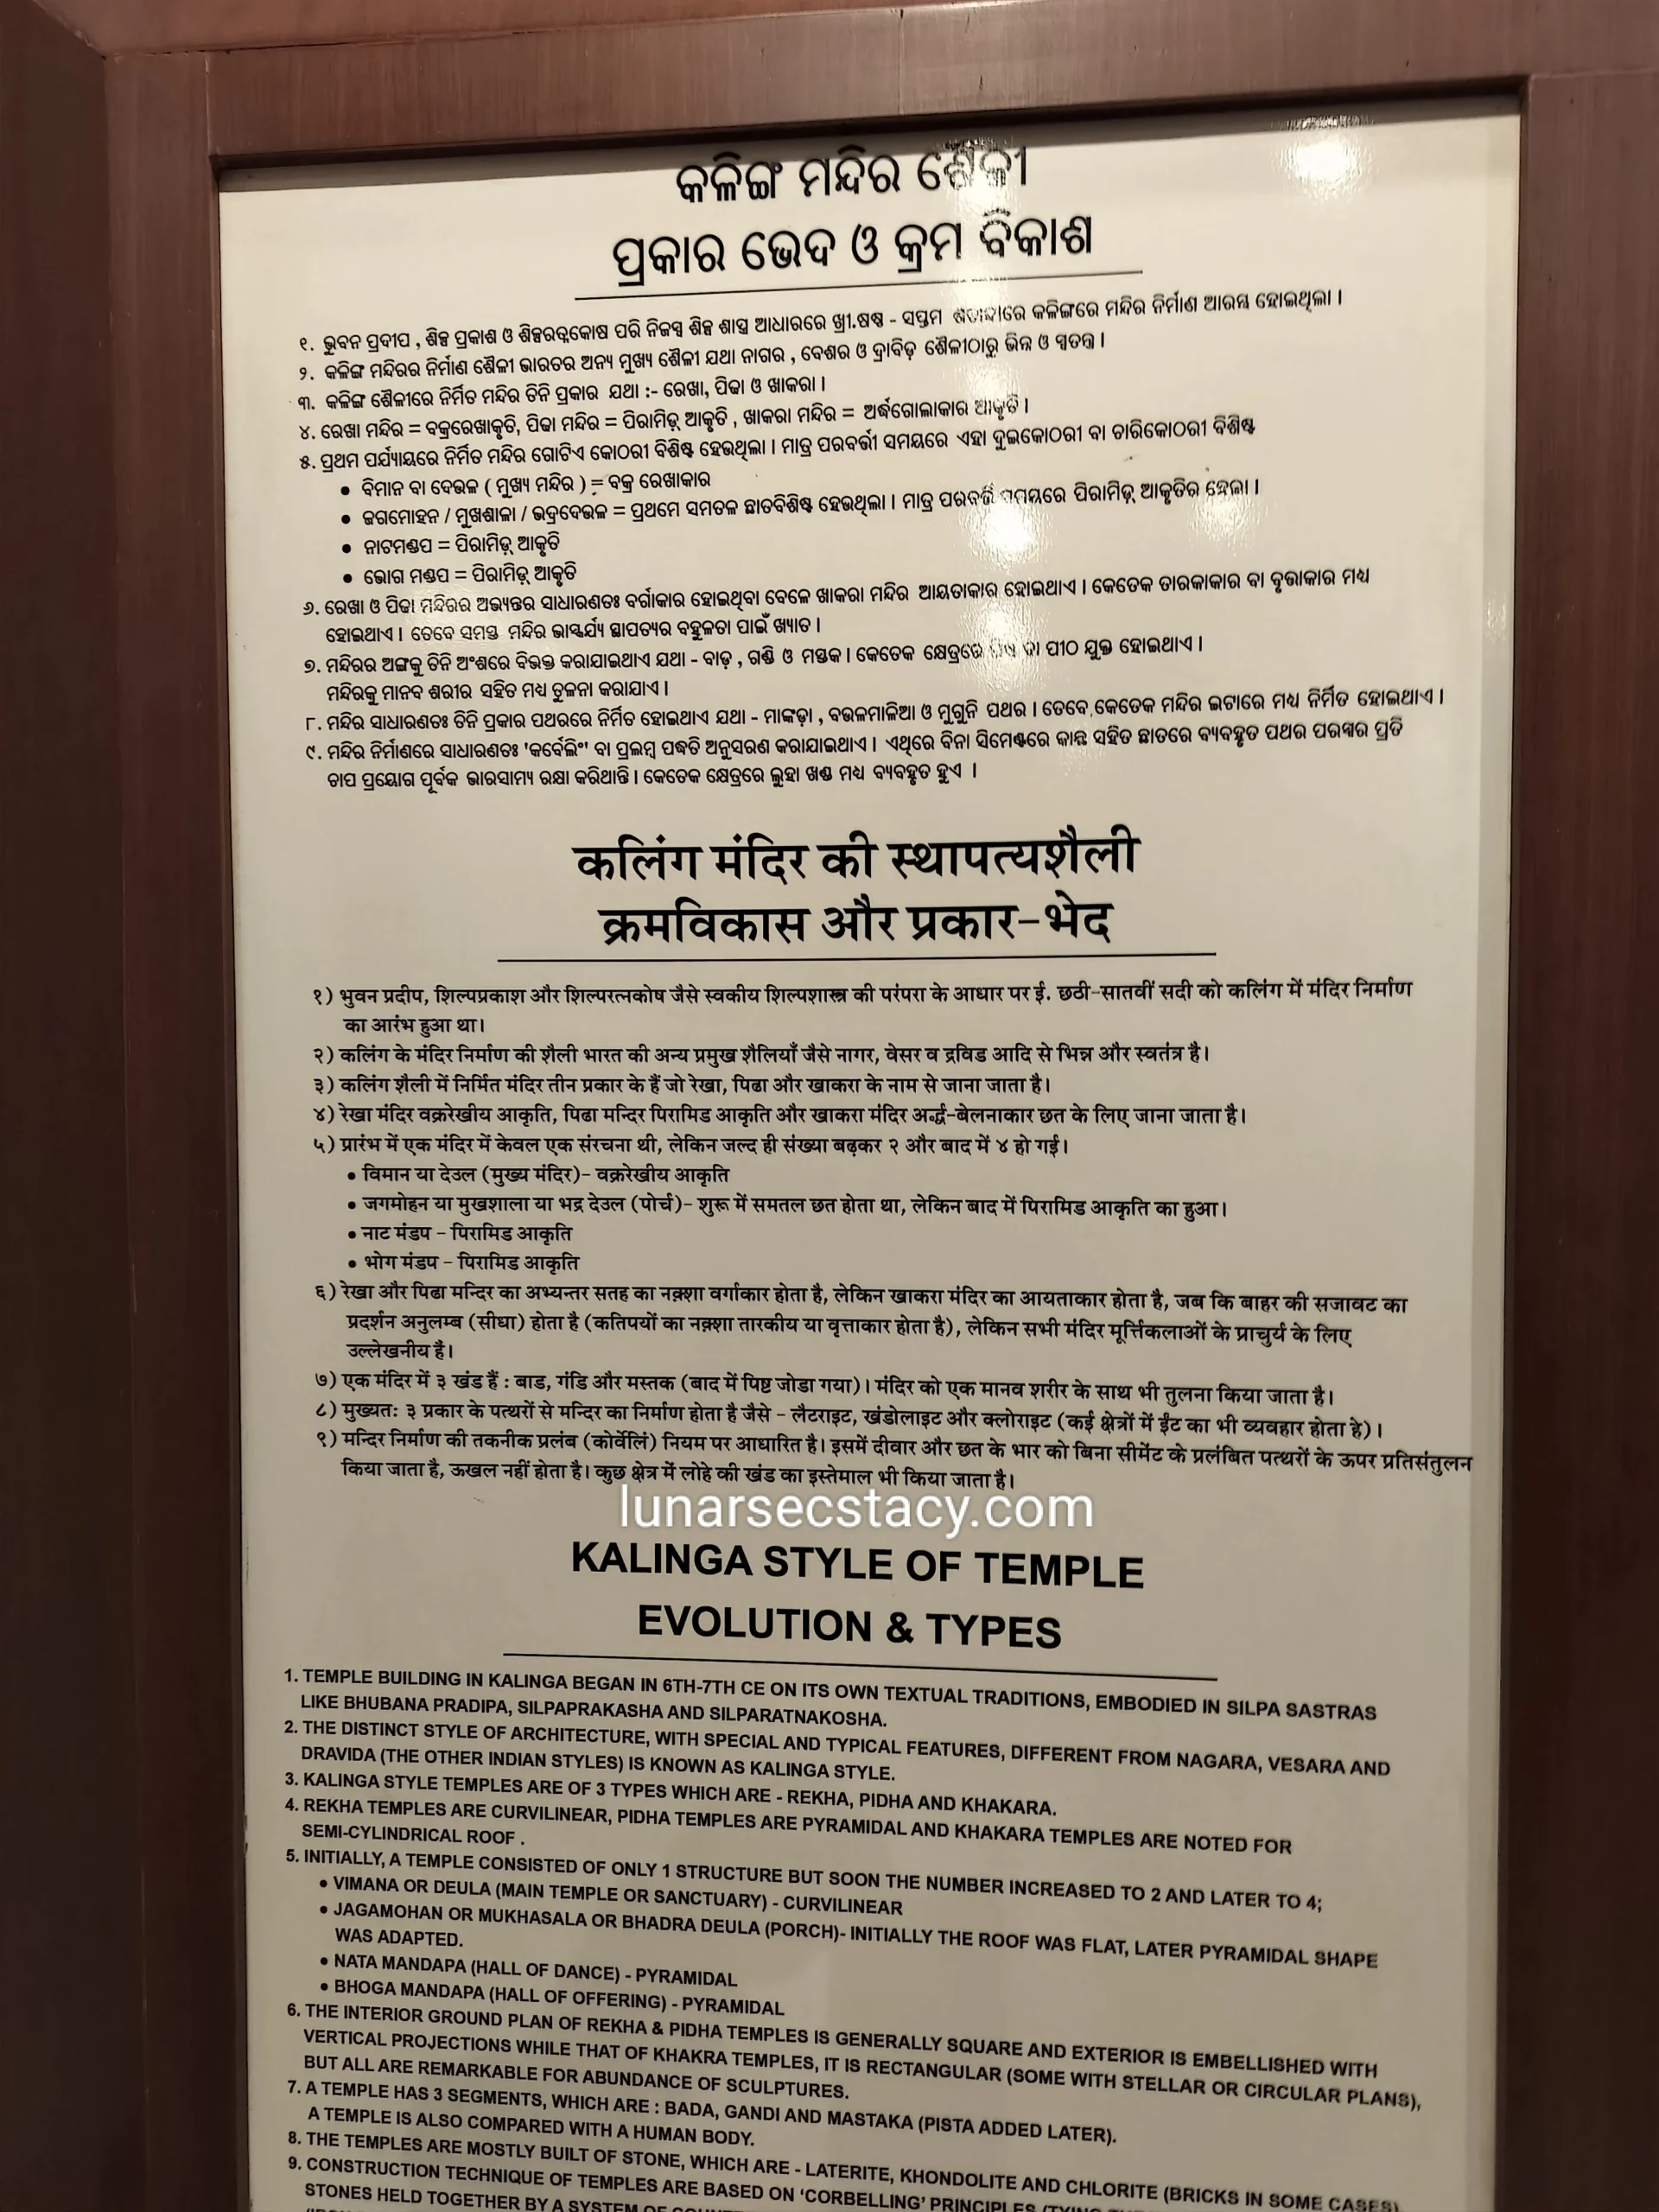 କଳିଙ୍ଗ ମନ୍ଦିର ଶୈଳୀ
ପ୍ରକାର ଭେଦ ଓ କ୍ରମ ବିକାଶ
୧. ଭୁବନ ପ୍ରଦୀପ , ଶିଳ୍ପ ପ୍ରକାଶ ଓ ଶିଳ୍ପରତ୍ନକୋଷ ପରି ନିଜସ୍ୱ ଶିଳ୍ପ ଶାସ୍ତ୍ର ଆଧାରରେ ଖ୍ରୀ.ଷଷ୍ଠ - ସପ୍ତମ ଶତାବ୍ଦୀରେ କଳିଙ୍ଗରେ ମନ୍ଦିର ନିର୍ମାଣ ଆରମ୍ଭ ହୋଇଥିଲା ।
୨. କଳିଙ୍ଗ ମନ୍ଦିରର ନିର୍ମାଣ ଶୈଳୀ ଭାରତର ଅନ୍ୟ ମୁଖ୍ୟ ଶୈଳୀ ଯଥା ନାଗର , ବେଶର ଓ ଦ୍ରାବିଡ଼ ଶୈଳୀଠାରୁ ଭିନ୍ନ ଓ ସ୍ୱତନ୍ତ୍ର ।
୩. କଳିଙ୍ଗ ଶୈଳୀରେ ନିର୍ମିତ ମନ୍ଦିର ତିନି ପ୍ରକାର ଯଥା :- ରେଖା, ପିଢା ଓ ଖାକରା ।
୪. ରେଖା ମନ୍ଦିର = ବକ୍ରରେଖାକୃତି, ପିଢା ମନ୍ଦିର = ପିରାମିଡ୍ ଆକୃତି , ଖାକରା ମନ୍ଦିର = ଅର୍ଦ୍ଧଗୋଲାକାର ଆକୃତି ।
୫. ପ୍ରଥମ ପର୍ଯ୍ୟାୟରେ ନିର୍ମିତ ମନ୍ଦିର ଗୋଟିଏ କୋଠରୀ ବିଶିଷ୍ଟ ହେଉଥିଲା । ମାତ୍ର ପରବର୍ତ୍ତୀ ସମୟରେ ଏହା ଦୁଇକୋଠରୀ ବା ଚାରିକୋଠରୀ ବିଶିଷ୍ଟ
• ବିମାନ ବା ଦେଉଳ ( ମୁଖ୍ୟ ମନ୍ଦିର ) = ବକ୍ର ରେଖାକାର
• ଜଗମୋହନ / ମୁଖଶାଳା / ଭଦ୍ରଦେଉଳ = ପ୍ରଥମେ ସମତଳ ଛାତବିଶିଷ୍ଟ ହେଉଥିଲା । ମାତ୍ର ପରବର୍ତ୍ତୀ ସମୟରେ ପିରାମିଡ୍ ଆକୃତିର ହେଲା ।
• ନାଟମଣ୍ଡପ = ପିରାମିଡ୍ ଆକୃତି
• ଭୋଗ ମଣ୍ଡପ = ପିରାମିଡ୍ ଆକୃତି
୬. ରେଖା ଓ ପିଢା ମନ୍ଦିରର ଅଭ୍ୟନ୍ତର ସାଧାରଣତଃ ବର୍ଗାକାର ହୋଇଥିବା ବେଳେ ଖାକରା ମନ୍ଦିର ଆୟତାକାର ହୋଇଥାଏ । କେତେକ ତାରକାକାର ବା ବୃତ୍ତାକାର ମଧ୍ୟ
ହୋଇଥାଏ । ତେବେ ସମସ୍ତ ମନ୍ଦିର ଭାସ୍କର୍ଯ୍ୟ ସ୍ଥାପତ୍ୟର ବହୁଳତା ପାଇଁ ଖ୍ୟାତ ।
୭. ମନ୍ଦିରର ଅଙ୍ଗକୁ ତିନି ଅଂଶରେ ବିଭକ୍ତ କରାଯାଇଥାଏ ଯଥା - ବାଡ଼ , ଗଣ୍ଡି ଓ ମସ୍ତକ । କେତେକ କ୍ଷେତ୍ରରେ ବା ପୀଠ ଯୁକ୍ତ ହୋଇଥାଏ ।
ମନ୍ଦିରକୁ ମାନବ ଶରୀର ସହିତ ମଧ୍ୟ ତୁଳନା କରାଯାଏ ।
୮. ମନ୍ଦିର ସାଧାରଣତଃ ତିନି ପ୍ରକାର ପଥରରେ ନିର୍ମିତ ହୋଇଥାଏ ଯଥା - ମାଙ୍କଡ଼ା , ବଉଳମାଳିଆ ଓ ମୁଗୁନି ପଥର । ତେବେ କେତେକ ମନ୍ଦିର ଇଟାରେ ମଧ୍ୟ ନିର୍ମିତ ହୋଇଥାଏ ।
୯. ମନ୍ଦିର ନିର୍ମାଣରେ ସାଧାରଣତଃ 'କର୍ବେଲିଂ' ବା ପ୍ରଲମ୍ବ ପଦ୍ଧତି ଅନୁସରଣ କରାଯାଇଥାଏ । ଏଥିରେ ବିନା ସିମେଣ୍ଟରେ କାନ୍ଥ ସହିତ ଛାତରେ ବ୍ୟବହୃତ ପଥର ପରସ୍ପର ପ୍ରତି
ଚାପ ପ୍ରୟୋଗ ପୂର୍ବକ ଭାରସାମ୍ୟ ରକ୍ଷା କରିଥାନ୍ତି । କେତେକ କ୍ଷେତ୍ରରେ ଲୁହା ଖଣ୍ଡ ମଧ୍ୟ ବ୍ୟବହୃତ ହୁଏ ।
कलिंग मंदिर की स्थापत्यशैली
क्रमविकास और प्रकार-भेद
१) भुवन प्रदीप, शिल्पप्रकाश और शिल्परत्नकोष जैसे स्वकीय शिल्पशास्त्र की परंपरा के आधार पर ई. छठी-सातवीं सदी को कलिंग में मंदिर निर्माण
का आरंभ हुआ था।
२) कलिंग के मंदिर निर्माण की शैली भारत की अन्य प्रमुख शैलियाँ जैसे नागर, वेसर व द्रविड आदि से भिन्न और स्वतंत्र है।
३) कलिंग शैली में निर्मित मंदिर तीन प्रकार के हैं जो रेखा, पिढा और खाकरा के नाम से जाना जाता है।
४) रेखा मंदिर वक्ररेखीय आकृति, पिढा मन्दिर पिरामिड आकृति और खाकरा मंदिर अर्द्ध-बेलनाकार छत के लिए जाना जाता है।
५) प्रारंभ में एक मंदिर में केवल एक संरचना थी, लेकिन जल्द ही संख्या बढ़कर २ और बाद में ४ हो गई।
• विमान या देउल (मुख्य मंदिर)- वक्ररेखीय आकृति
• जगमोहन या मुखशाला या भद्र देउल (पोर्च)- शुरू में समतल छत होता था, लेकिन बाद में पिरामिड आकृति का हुआ।
• नाट मंडप - पिरामिड आकृति
• भोग मंडप - पिरामिड आकृति
६) रेखा और पिढा मन्दिर का अभ्यन्तर सतह का नक़्शा वर्गाकार होता है, लेकिन खाकरा मंदिर का आयताकार होता है, जब कि बाहर की सजावट का
प्रदर्शन अनुलम्ब (सीधा) होता है (कतिपयों का नक़्शा तारकीय या वृत्ताकार होता है), लेकिन सभी मंदिर मूर्त्तिकलाओं के प्राचुर्य के लिए
उल्लेखनीय हैं।
७) एक मंदिर में ३ खंड हैं : बाड, गंडि और मस्तक (बाद में पिष्ट जोडा गया)। मंदिर को एक मानव शरीर के साथ भी तुलना किया जाता है।
८) मुख्यतः ३ प्रकार के पत्थरों से मन्दिर का निर्माण होता है जैसे - लैटराइट, खंडोलाइट और क्लोराइट (कई क्षेत्रों में ईंट का भी व्यवहार होता हे)।
९) मन्दिर निर्माण की तकनीक प्रलंब (कोर्वेलिं) नियम पर आधारित है। इसमें दीवार और छत के भार को बिना सीमेंट के प्रलंबित पत्थरों के ऊपर प्रतिसंतुलन
किया जाता है, ऊखल नहीं होता है। कुछ क्षेत्र में लोहे की खंड का इस्तेमाल भी किया जाता है।
lunarsecstacy.com
KALINGA STYLE OF TEMPLE
EVOLUTION & TYPES
1. TEMPLE BUILDING IN KALINGA BEGAN IN 6TH-7TH CE ON ITS OWN TEXTUAL TRADITIONS, EMBODIED IN SILPA SASTRAS
LIKE BHUBANA PRADIPA, SILPAPRAKASHA AND SILPARATNAKOSHA.
2. THE DISTINCT STYLE OF ARCHITECTURE, WITH SPECIAL AND TYPICAL FEATURES, DIFFERENT FROM NAGARA, VESARA AND
DRAVIDA (THE OTHER INDIAN STYLES) IS KNOWN AS KALINGA STYLE.
3. KALINGA STYLE TEMPLES ARE OF 3 TYPES WHICH ARE - REKHA, PIDHA AND KHAKARA.
4. REKHA TEMPLES ARE CURVILINEAR, PIDHA TEMPLES ARE PYRAMIDAL AND KHAKARA TEMPLES ARE NOTED FOR
SEMI-CYLINDRICAL ROOF .
5. INITIALLY, A TEMPLE CONSISTED OF ONLY 1 STRUCTURE BUT SOON THE NUMBER INCREASED TO 2 AND LATER TO 4;
• VIMANA OR DEULA (MAIN TEMPLE OR SANCTUARY) - CURVILINEAR
• JAGAMOHAN OR MUKHASALA OR BHADRA DEULA (PORCH)- INITIALLY THE ROOF WAS FLAT, LATER PYRAMIDAL SHAPE
WAS ADAPTED.
• NATA MANDAPA (HALL OF DANCE) - PYRAMIDAL
• BHOGA MANDAPA (HALL OF OFFERING) - PYRAMIDAL
6. THE INTERIOR GROUND PLAN OF REKHA & PIDHA TEMPLES IS GENERALLY SQUARE AND EXTERIOR IS EMBELLISHED WITH
VERTICAL PROJECTIONS WHILE THAT OF KHAKRA TEMPLES, IT IS RECTANGULAR (SOME WITH STELLAR OR CIRCULAR PLANS),
BUT ALL ARE REMARKABLE FOR ABUNDANCE OF SCULPTURES.
7. A TEMPLE HAS 3 SEGMENTS, WHICH ARE : BADA, GANDI AND MASTAKA (PISTA ADDED LATER).
A TEMPLE IS ALSO COMPARED WITH A HUMAN BODY.
8. THE TEMPLES ARE MOSTLY BUILT OF STONE, WHICH ARE - LATERITE, KHONDOLITE AND CHLORITE (BRICKS IN SOME CASES)
9. CONSTRUCTION TECHNIQUE OF TEMPLES ARE BASED ON 'CORBELLING' PRINCIPLES
STONES HELD TOGETHER BY A SYSTEM OF